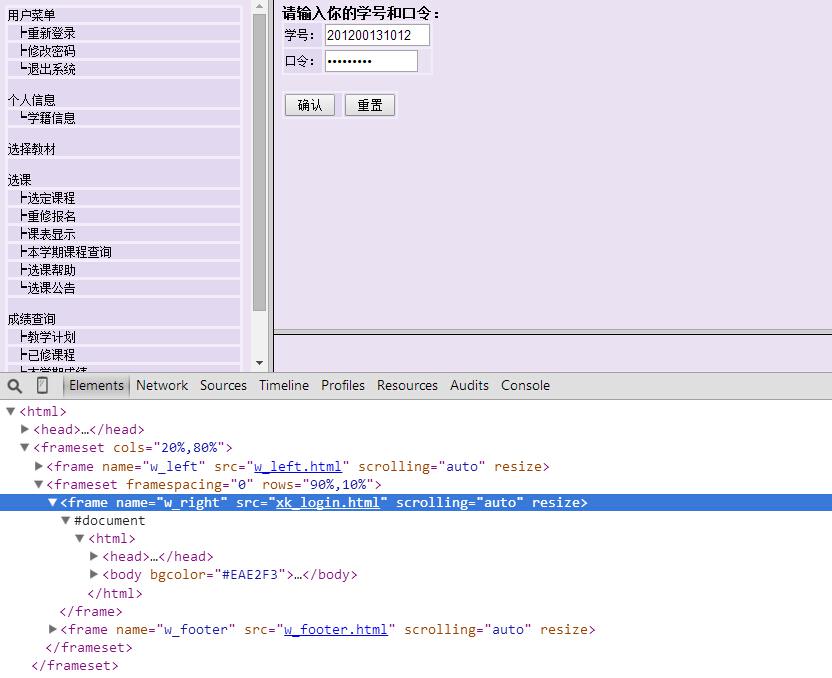 用户菜单
┝重新登录
┝修改密码
┕退出系统
个人信息
┕学籍信息
选择教材
选课
┝选定课程
┝重修报名
┝课表显示
┝本学期课程查询
┝选课帮助
┕选课公告
成绩查询
┝教学计划
┝已修课程
┝本学期成绩
请输入你的学号和口令：
学号： 201200131012
口令： •••••••••
确认 重置
Elements Network Sources Timeline Profiles Resources Audits Console
▼<html>
▶<head>…</head>
▼<frameset cols="20%,80%">
▶<frame name="w_left" src="w_left.html" scrolling="auto" resize>
▼<frameset framespacing="0" rows="90%,10%">
▼<frame name="w_right" src="xk_login.html" scrolling="auto" resize>
▼#document
▼<html>
▶<head>…</head>
▶<body bgcolor="#EAE2F3">…</body>
</html>
</frame>
▶<frame name="w_footer" src="w_footer.html" scrolling="auto" resize>
</frameset>
</frameset>